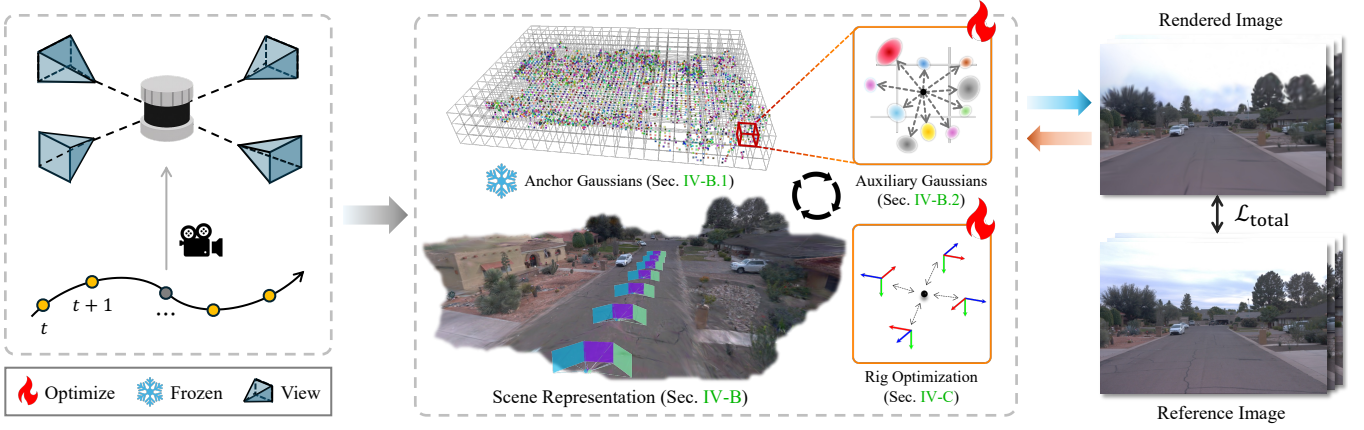 t
t + 1
...
Optimize
Frozen
View
Anchor Gaussians (Sec. IV-B.1)
Auxiliary Gaussians
(Sec. IV-B.2)
Scene Representation (Sec. IV-B)
Rig Optimization
(Sec. IV-C)
Rendered Image
ℒtotal
Reference Image